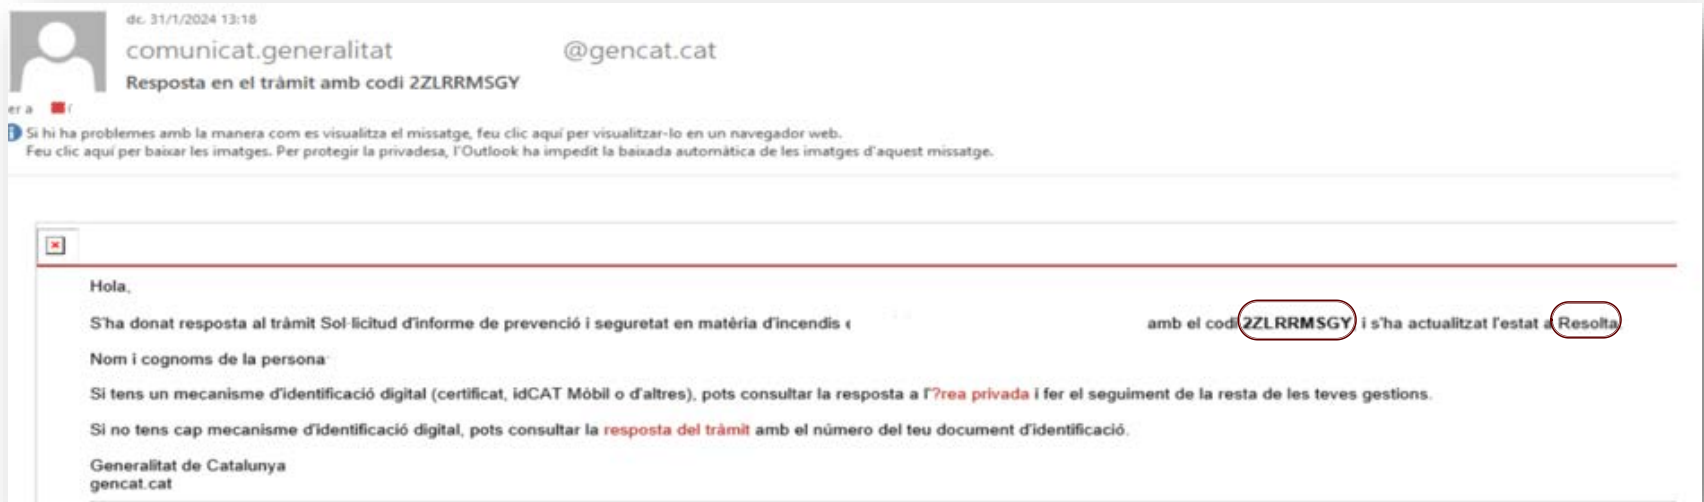 dc. 31/1/2024 13:18
comunicat.generalitat @gencat.cat
Resposta en el tràmit amb codi 2ZLRRMSGY
er a
Si hi ha problemes amb la manera com es visualitza el missatge, feu clic aquí per visualitzar-lo en un navegador web.
Feu clic aquí per baixar les imatges. Per protegir la privadesa, l'Outlook ha impedit la baixada automàtica de les imatges d'aquest missatge.
Hola,
S'ha donat resposta al tràmit Sol·licitud d'informe de prevenció i seguretat en matèria d'incendis amb el codi 2ZLRRMSGY i s'ha actualitzat l'estat a Resolta
Nom i cognoms de la persona
Si tens un mecanisme d'identificació digital (certificat, idCAT Mòbil o d'altres), pots consultar la resposta a l'?rea privada i fer el seguiment de la resta de les teves gestions.
Si no tens cap mecanisme d'identificació digital, pots consultar la resposta del tràmit amb el número del teu document d'identificació.
Generalitat de Catalunya
gencat.cat